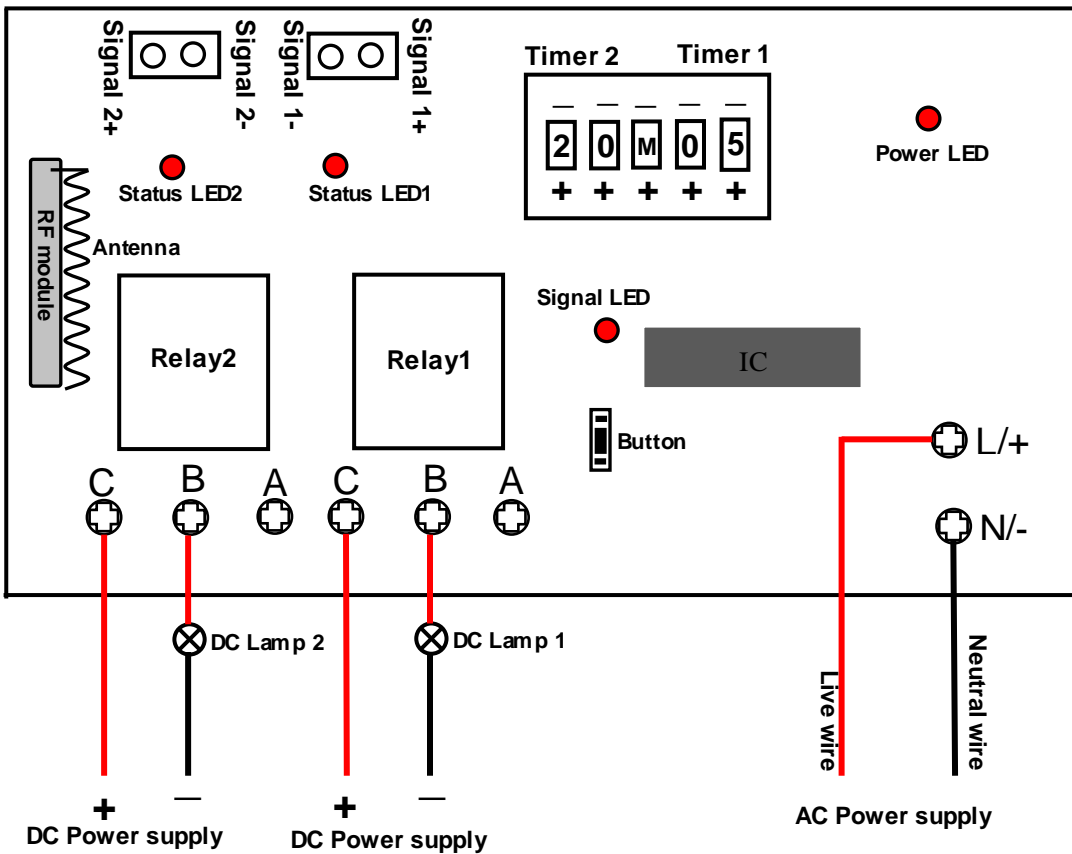 Signal 2+
Signal 2-
Signal 1-
Signal 1+
Timer 2
Timer 1
— — — — —
2 0 M 0 5
+ + + + +
Power LED
Status LED2
Status LED1
RF module
Antenna
Signal LED
Relay2
Relay1
IC
Button
L/+
C B A C B A
N/-
DC Lamp 2
DC Lamp 1
Live wire
Neutral wire
+ — + —
DC Power supply
DC Power supply
AC Power supply